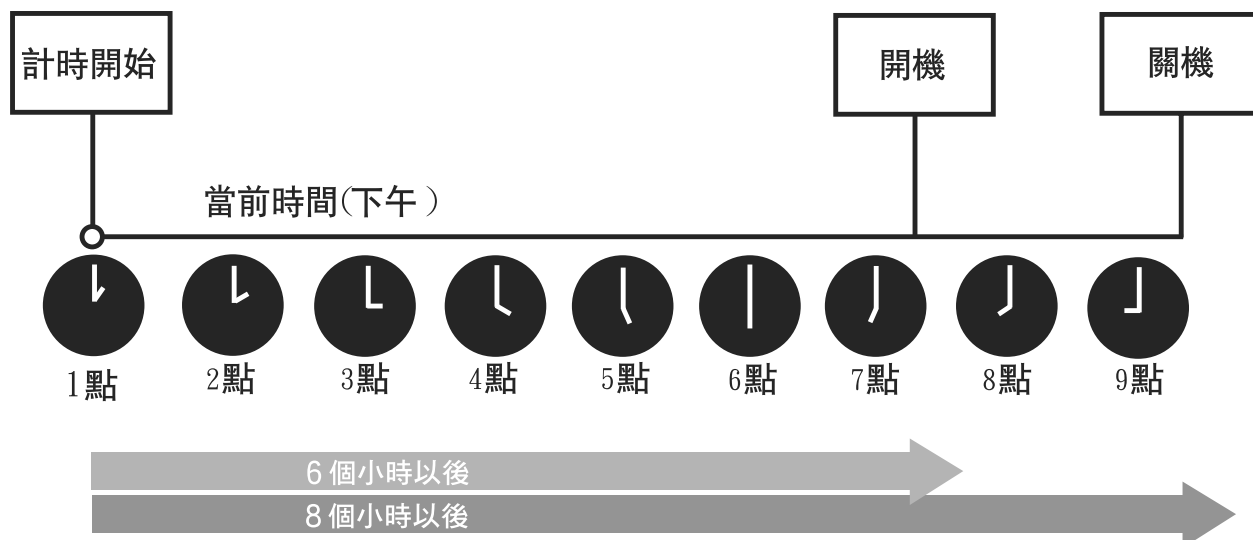 計時開始
開機
關機
當前時間(下午 )
1點
2點
3點
4點
5點
6點
7點
8點
9點
6個小時以後
8個小時以後